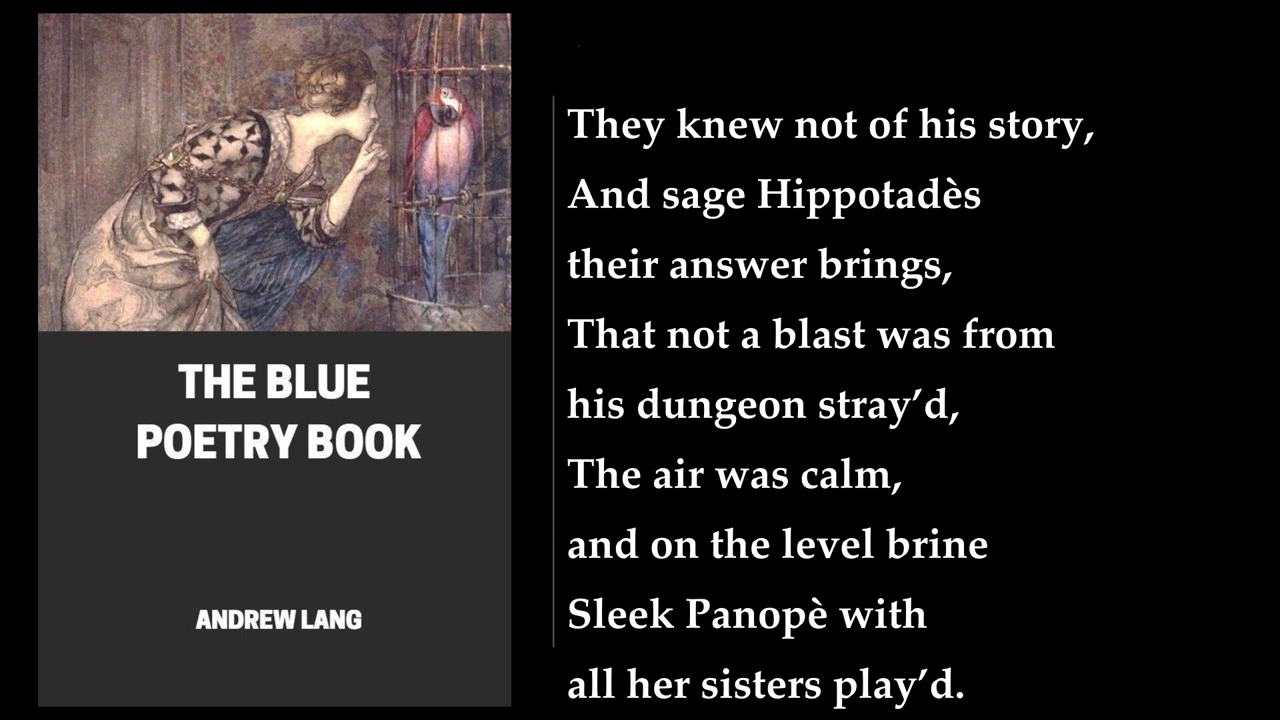 THE BLUE
POETRY BOOK
ANDREW LANG
They knew not of his story,
And sage Hippotadès
their answer brings,
That not a blast was from
his dungeon stray’d,
The air was calm,
and on the level brine
Sleek Panopè with
all her sisters play’d.